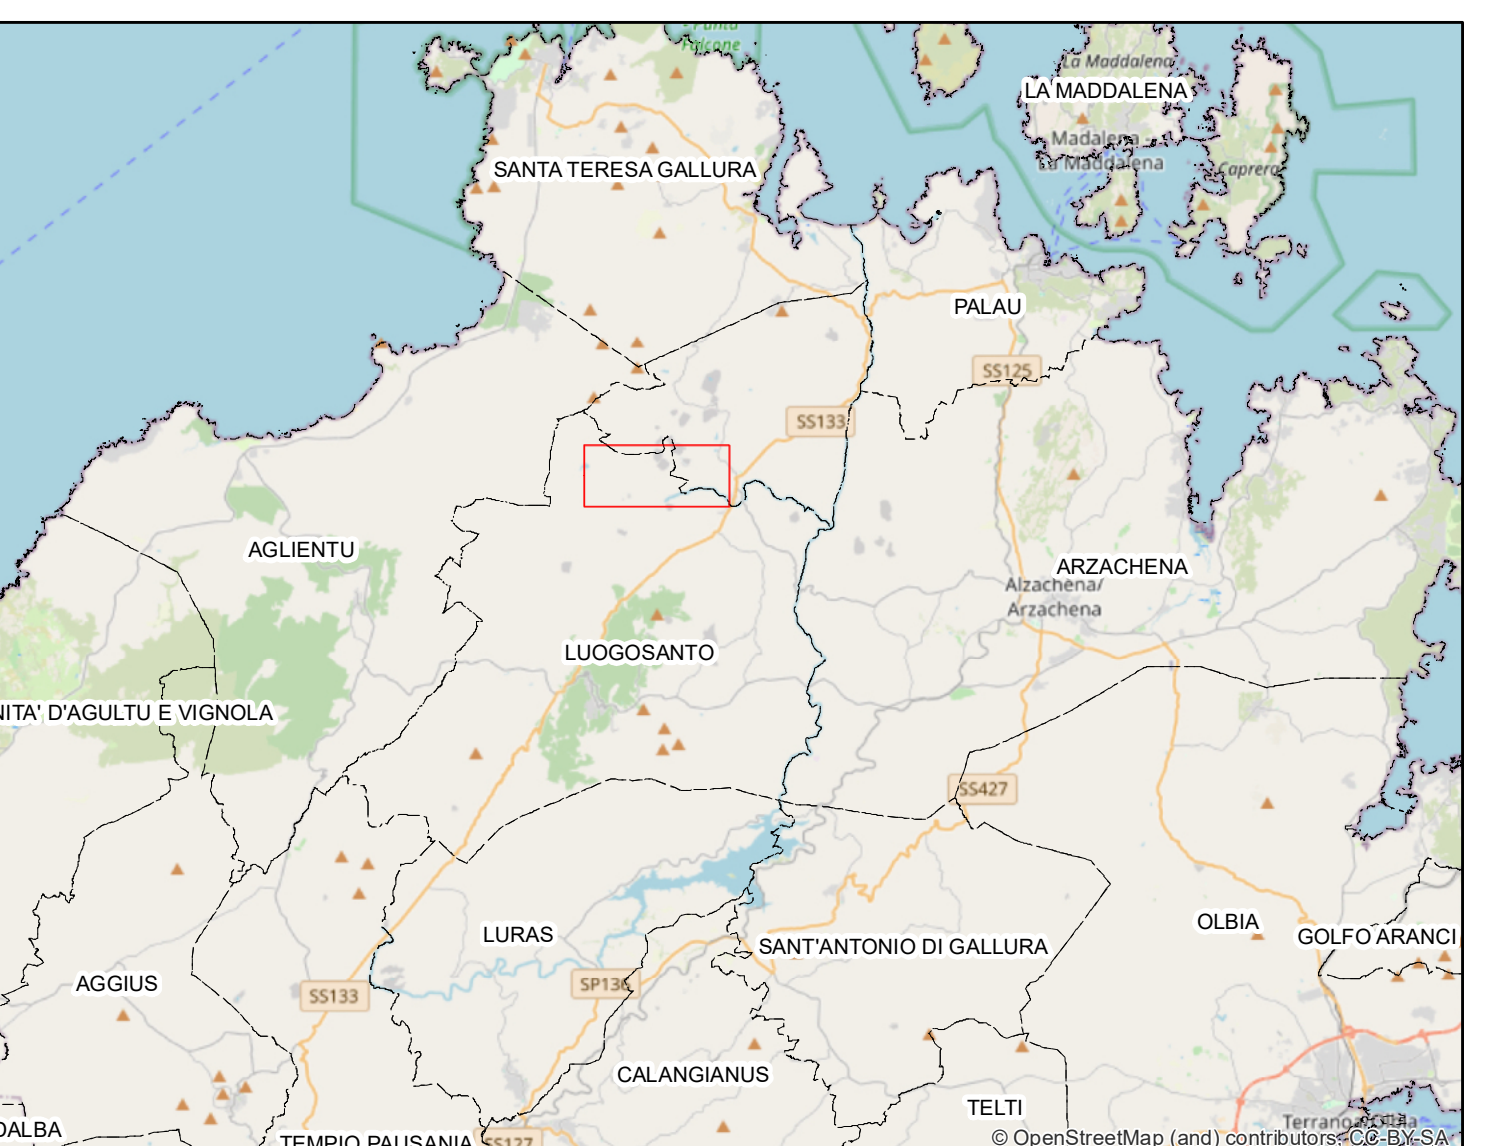 - Punta
Falcone
La Maddalena
LA MADDALENA
Madalena -
La Maddalena
SANTA TERESA GALLURA
Caprera
PALAU
SS125
SS133
AGLIENTU
ARZACHENA
Alzachena/
Arzachena
LUOGOSANTO
NITA' D'AGULTU E VIGNOLA
SS427
OLBIA
LURAS
GOLFO ARANCI
SANT'ANTONIO DI GALLURA
AGGIUS
SS133
CALANGIANUS
TELTI
TEMPIO PAUSANIA
SS127
© OpenStreetMap (and) contributors, CC-BY-SA